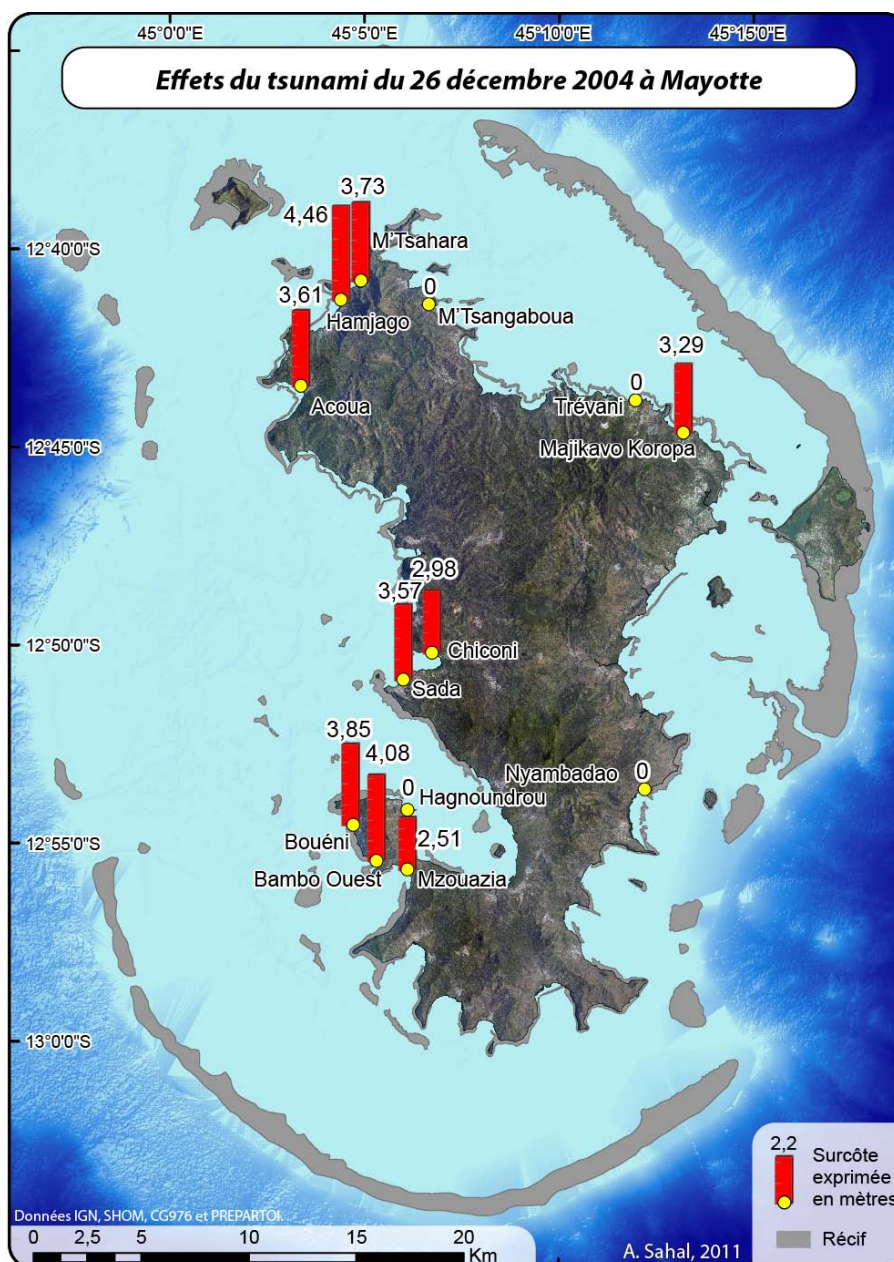 45°0'0"E 45°5'0"E 45°10'0"E 45°15'0"E
Effets du tsunami du 26 décembre 2004 à Mayotte
3,73
4,46
M'Tsahara
12°40'0"S
0
3,61
Hamjago
M'Tsangaboua
3,29
0
Acoua
Trévani
12°45'0"S
Majikavo Koropa
2,98
3,57
12°50'0"S
Chiconi
Sada
3,85
4,08
Nyambadao
0
0
Hagnoundrou
Bouéni
2,51
12°55'0"S
Bambo Ouest
Mzouazia
13°0'0"S
2,2
Surcôte
exprimée
en mètres
Récif
Données IGN, SHOM, CG976 et PREPARTOI.
0 2,5 5 10 15 20
Km
A. Sahal, 2011